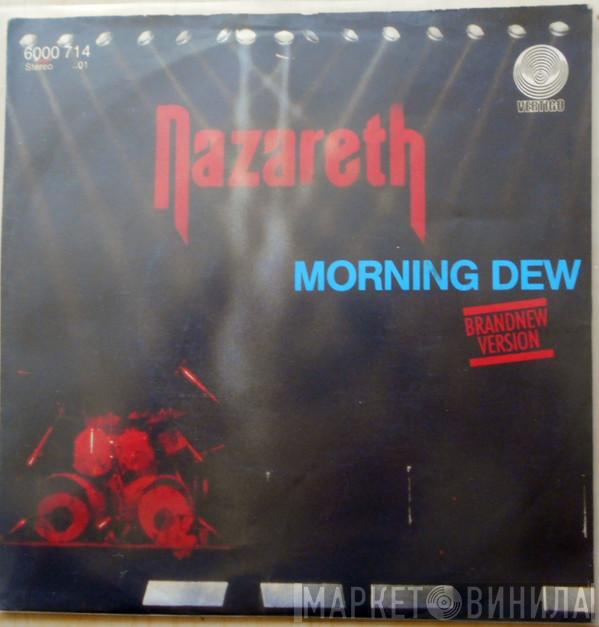 6000 714
Stereo ..01
VERTIGO
Nazareth
MORNING DEW
BRANDNEW
VERSION
МАРКЕТ ВИНИЛА